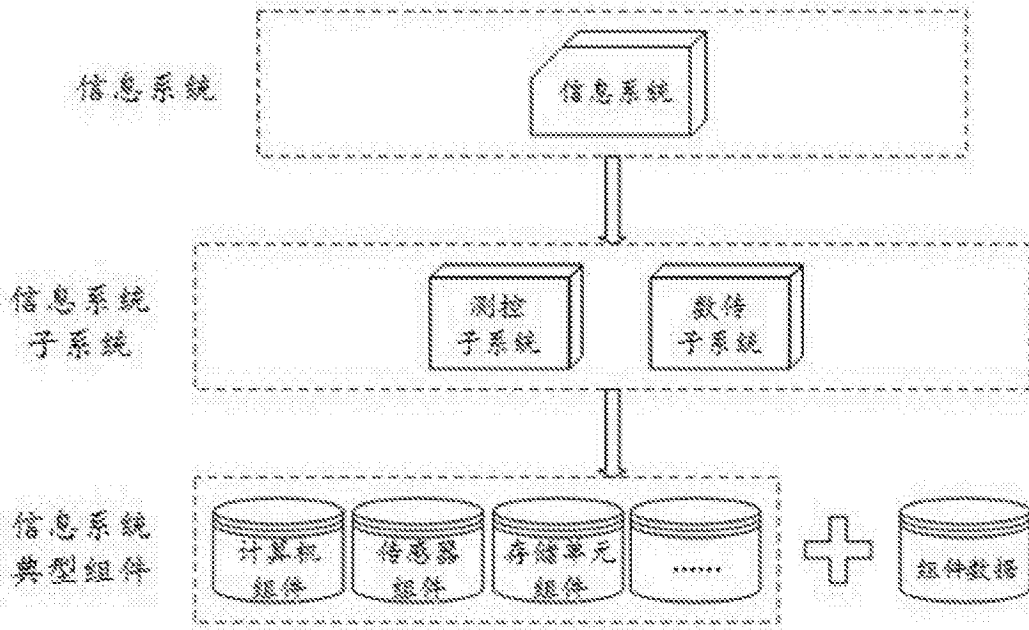 信息系统
信息系统
信息系统
子系统
测控
子系统
数传
子系统
信息系统
典型组件
计算机
组件
传感器
组件
存储单元
组件
······
组件数据